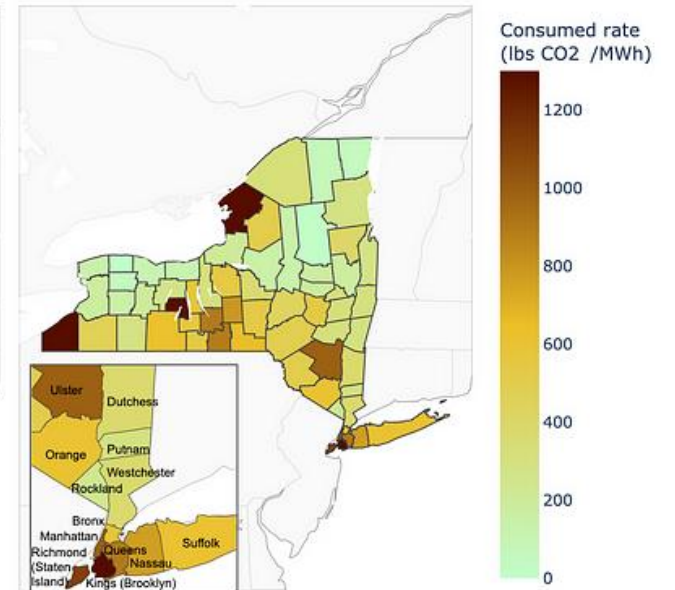 Consumed rate
(lbs CO2 /MWh)
1200
1000
800
600
400
200
0
Ulster
Dutchess
Orange
Putnam
Westchester
Rockland
Bronx
Manhattan
Richmond
(Staten
Island)
Queens
Nassau
Suffolk
Kings (Brooklyn)